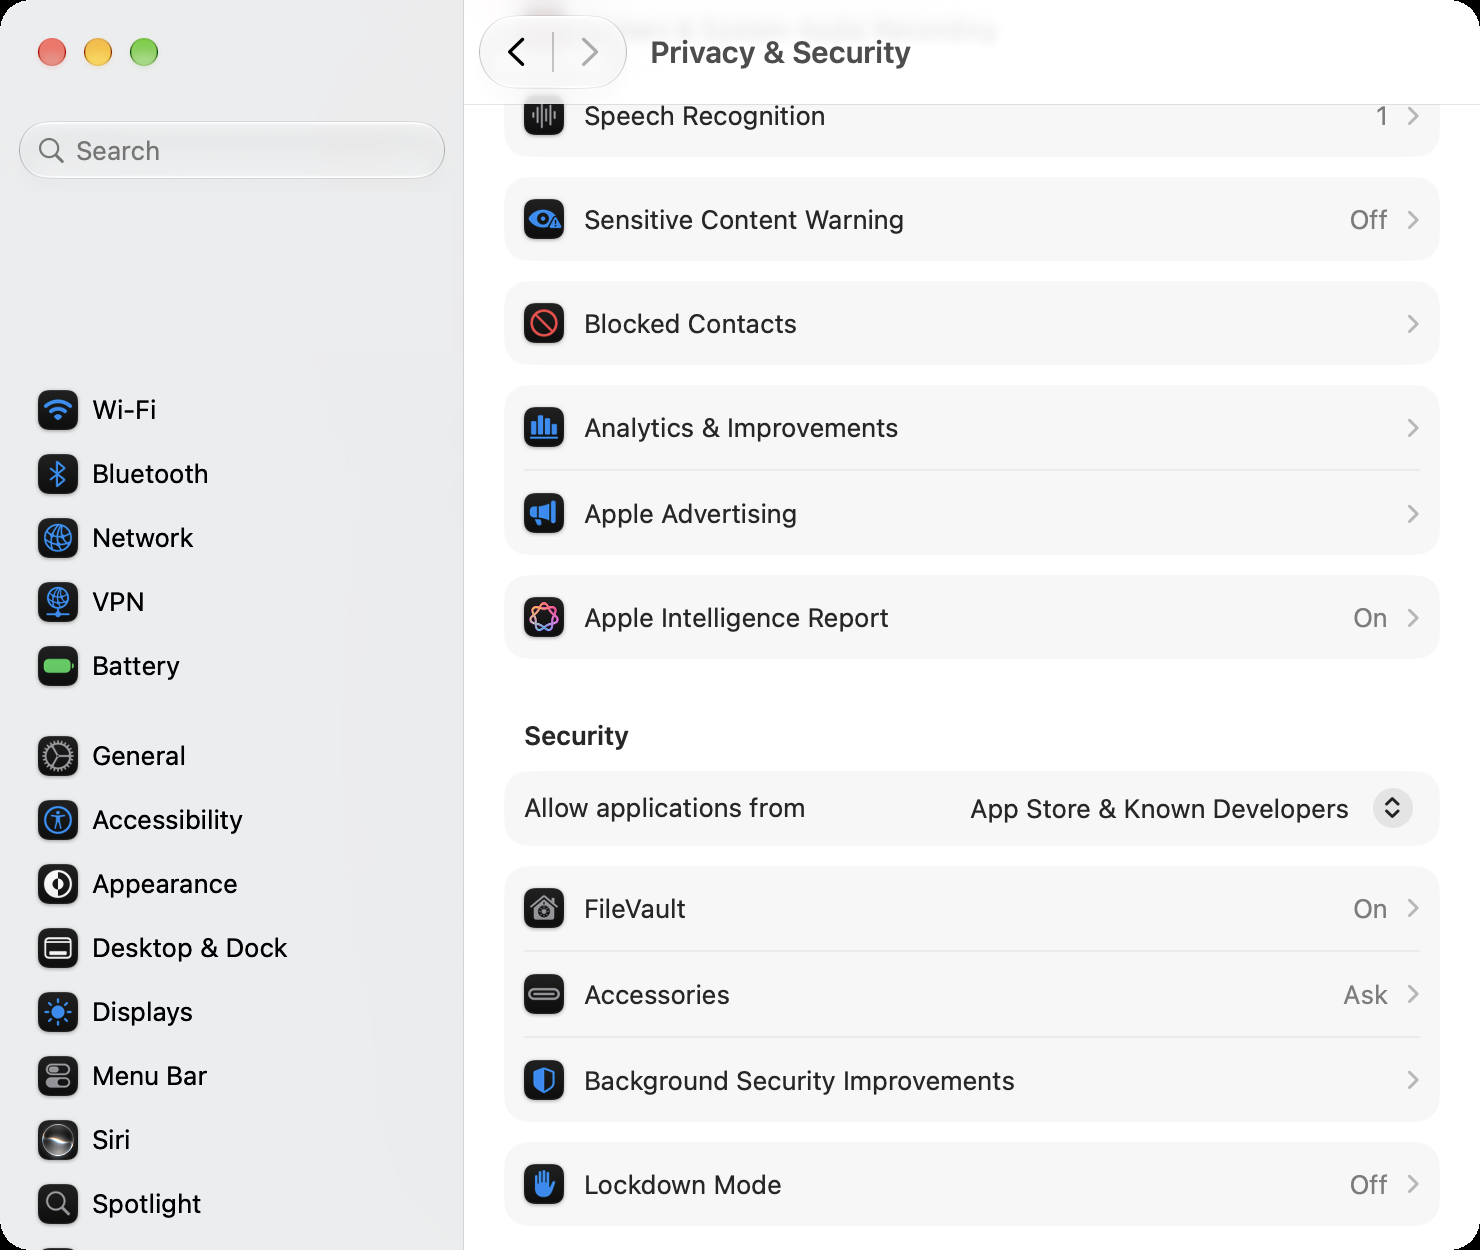 Privacy & Security
Search
Wi-Fi
Bluetooth
Network
VPN
Battery
General
Accessibility
Appearance
Desktop & Dock
Displays
Menu Bar
Siri
Spotlight
Speech Recognition 1
Sensitive Content Warning Off
Blocked Contacts
Analytics & Improvements
Apple Advertising
Apple Intelligence Report On
Security
Allow applications from App Store & Known Developers
FileVault On
Accessories Ask
Background Security Improvements
Lockdown Mode Off